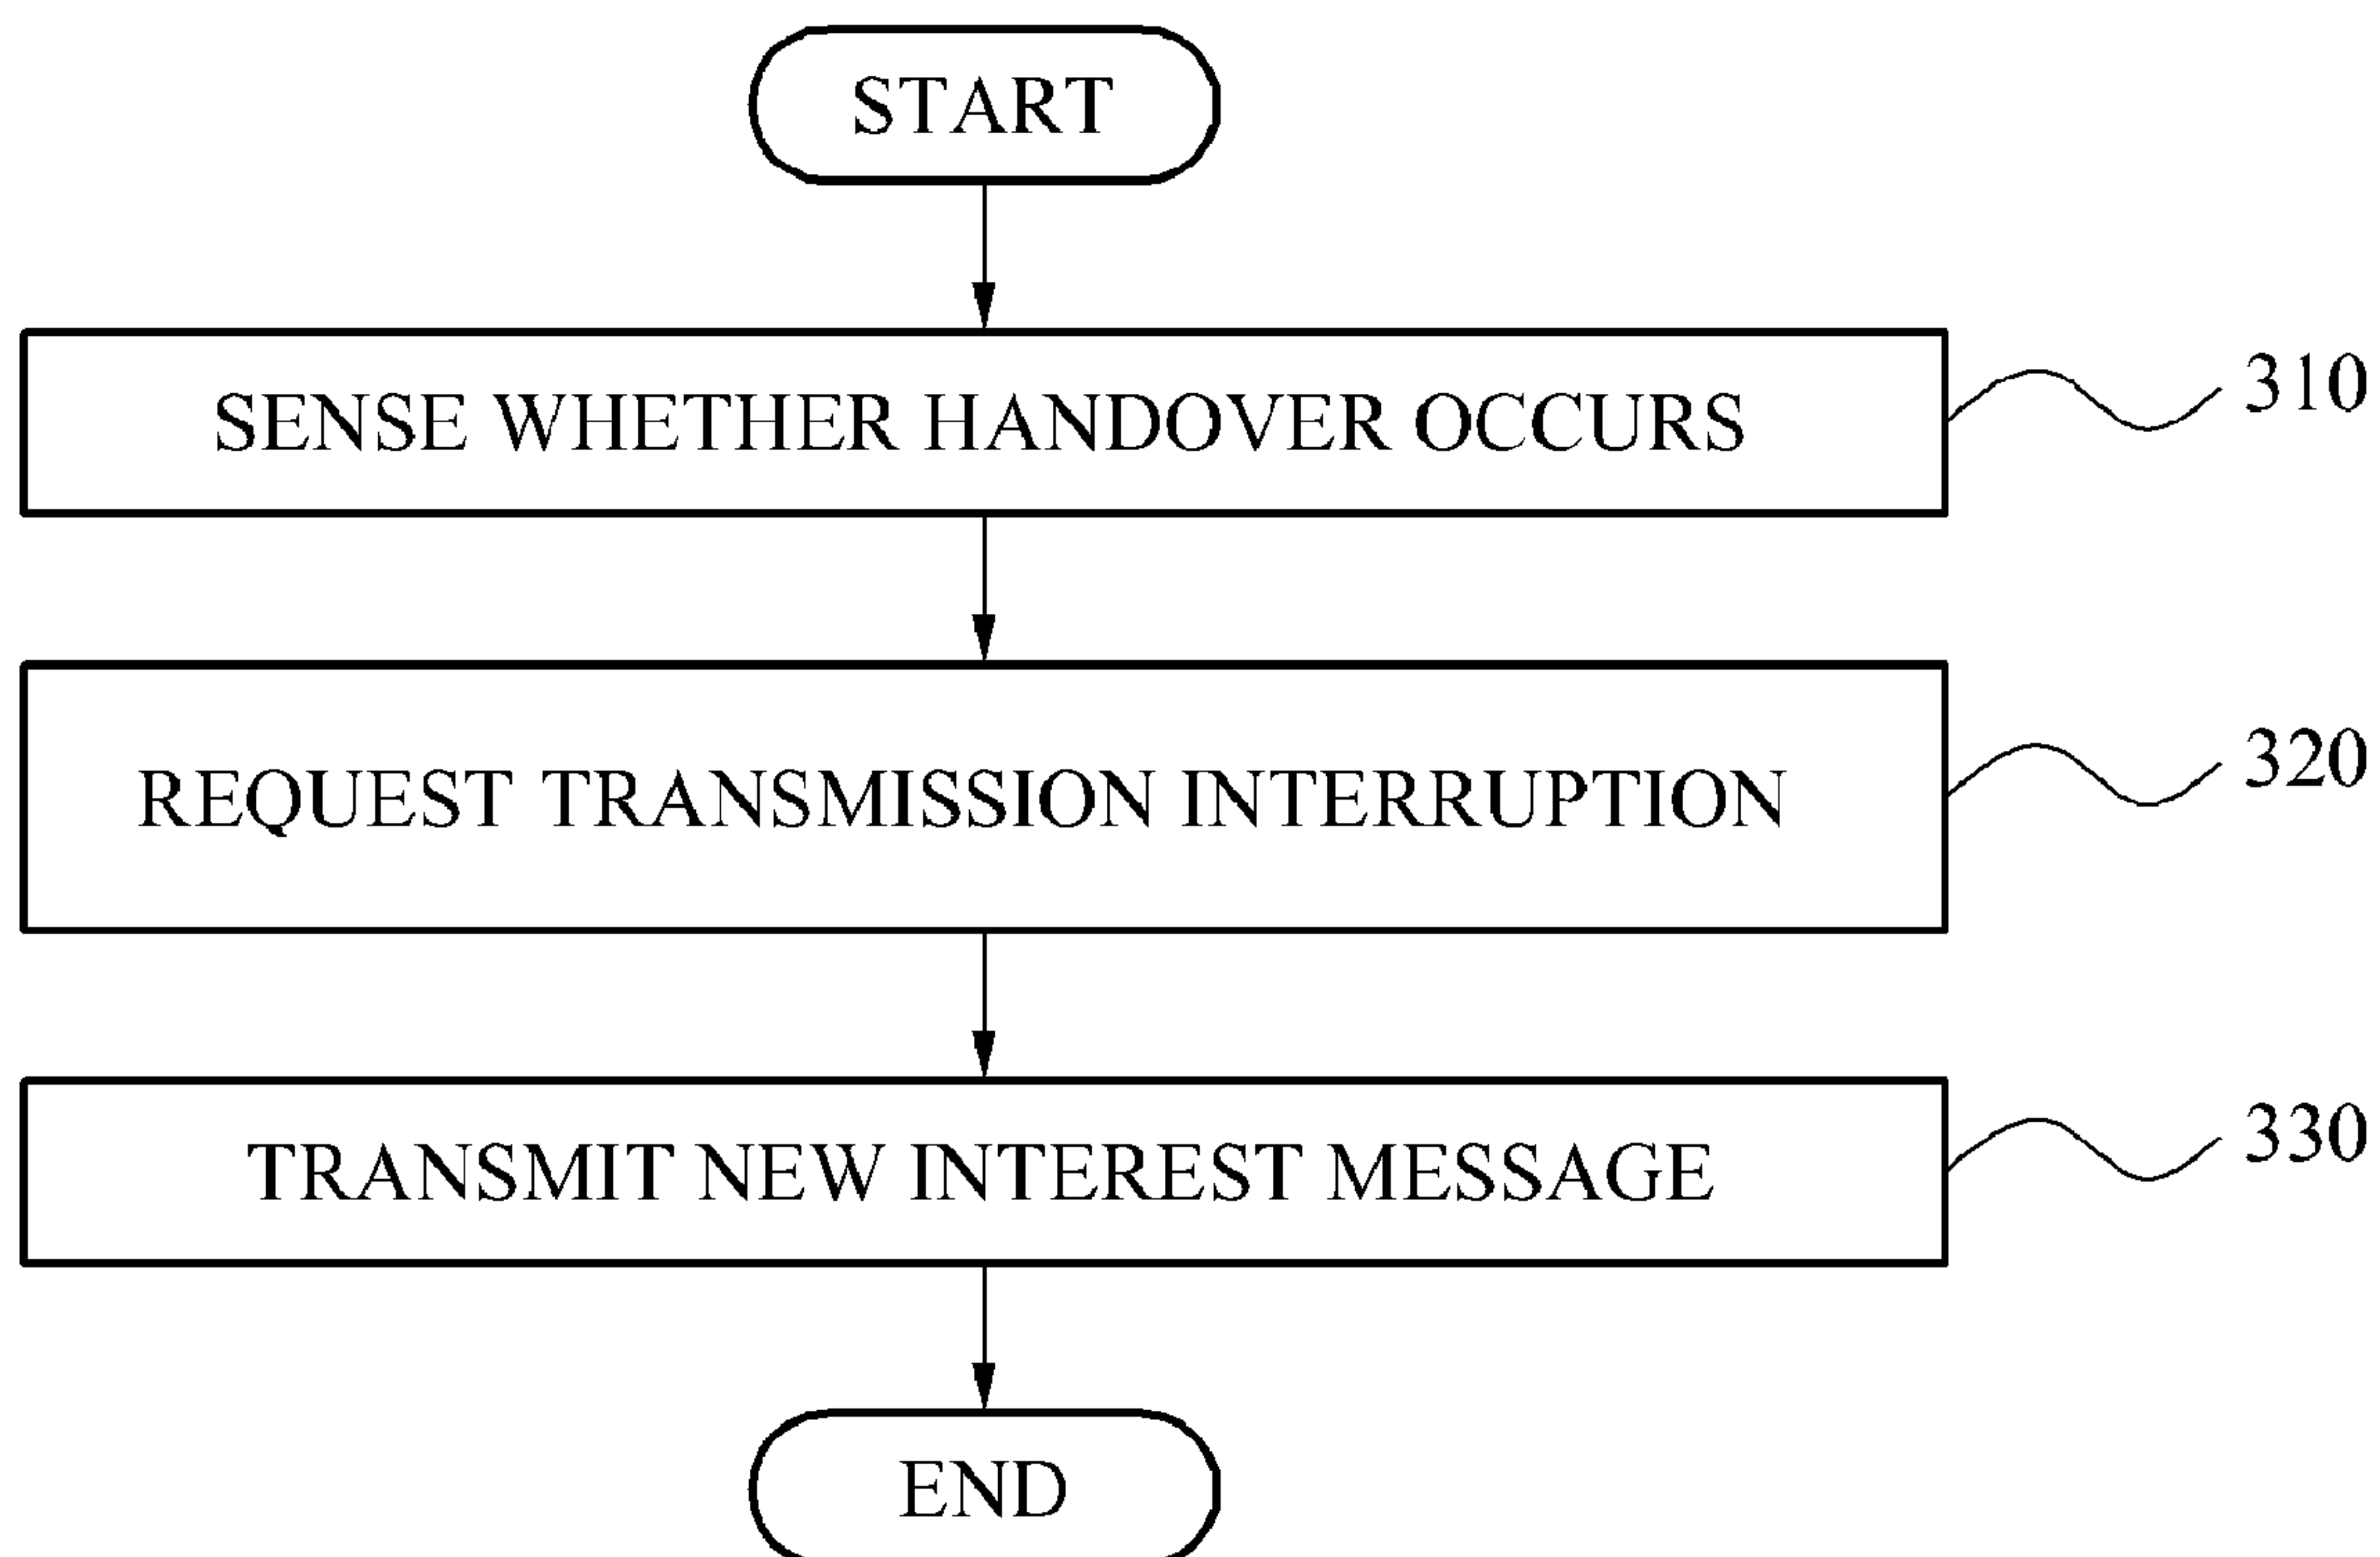 START
SENSE WHETHER HANDOVER OCCURS
310
REQUEST TRANSMISSION INTERRUPTION
320
TRANSMIT NEW INTEREST MESSAGE
330
END